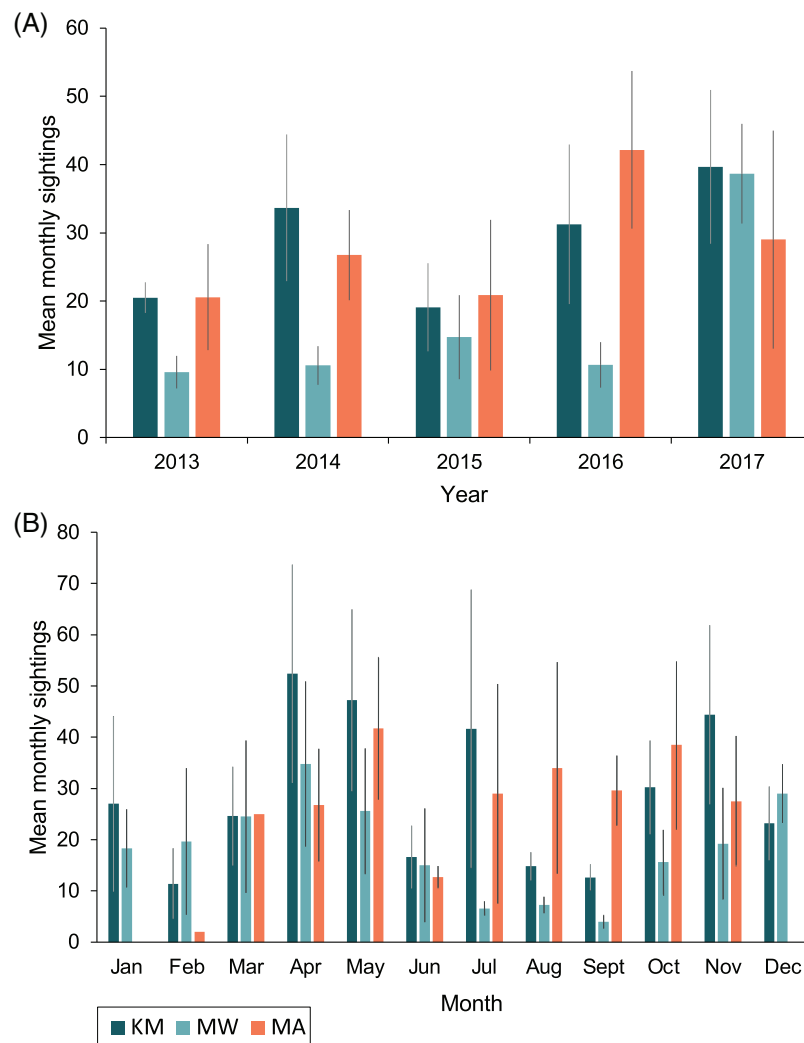 (A)
60
50
40
30
20
10
0
Mean monthly sightings
2013 2014 2015 2016 2017
Year
(B)
80
70
60
50
40
30
20
10
0
Mean monthly sightings
Jan Feb Mar Apr May Jun Jul Aug Sept Oct Nov Dec
Month
KM MW MA